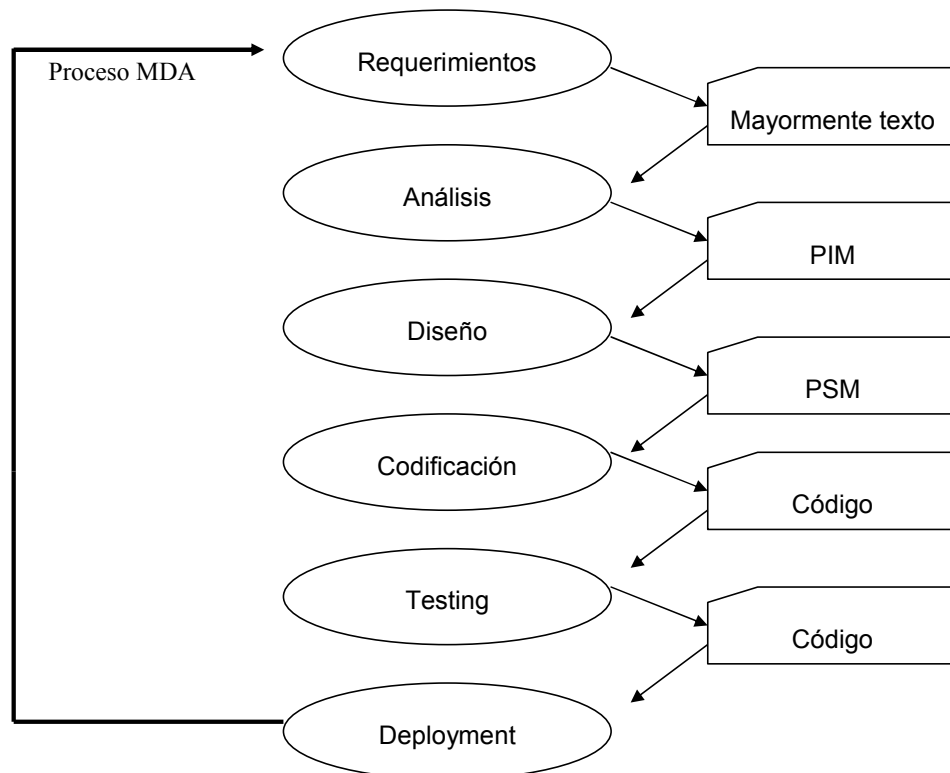 Requerimientos
Proceso MDA
Mayormente texto
Análisis
PIM
Diseño
PSM
Codificación
Código
Testing
Código
Deployment